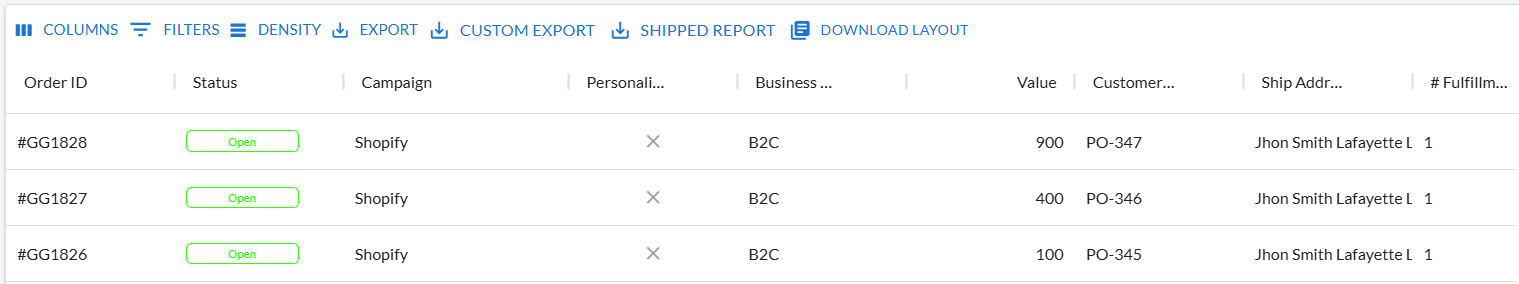 COLUMNS FILTERS DENSITY EXPORT CUSTOM EXPORT SHIPPED REPORT DOWNLOAD LAYOUT
Order ID Status Campaign Personali... Business ... Value Customer... Ship Addr... # Fulfillm...
#GG1828 Open Shopify B2C 900 PO-347 Jhon Smith Lafayette L 1
#GG1827 Open Shopify B2C 400 PO-346 Jhon Smith Lafayette L 1
#GG1826 Open Shopify B2C 100 PO-345 Jhon Smith Lafayette L 1